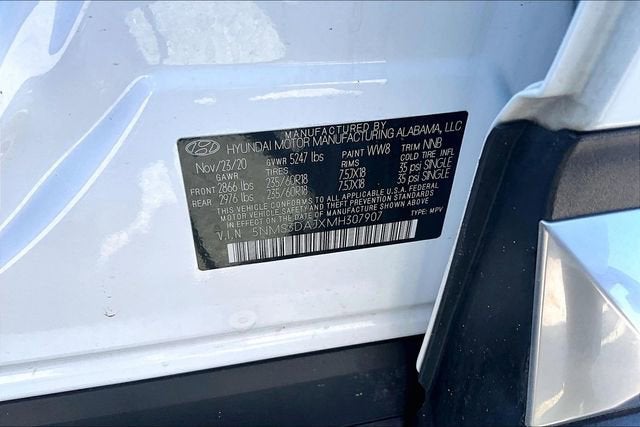 MANUFACTURED BY
HYUNDAI MOTOR MANUFACTURING ALABAMA, LLC
Nov/23/20 GVWR 5247 lbs PAINT WW8 TRIM NNB
GAWR TIRES RIMS COLD TIRE INFL
FRONT 2866 lbs 235/60R18 7.5JX18 35 psi SINGLE
REAR 2976 lbs 235/60R18 7.5JX18 35 psi SINGLE
THIS VEHICLE CONFORMS TO ALL APPLICABLE U.S.A. FEDERAL
MOTOR VEHICLE SAFETY AND THEFT PREVENTION STANDARDS IN
EFFECT ON THE DATE OF MANUFACTURE SHOWN ABOVE.
V.I.N 5NMS3DAJXMH307907 TYPE: MPV